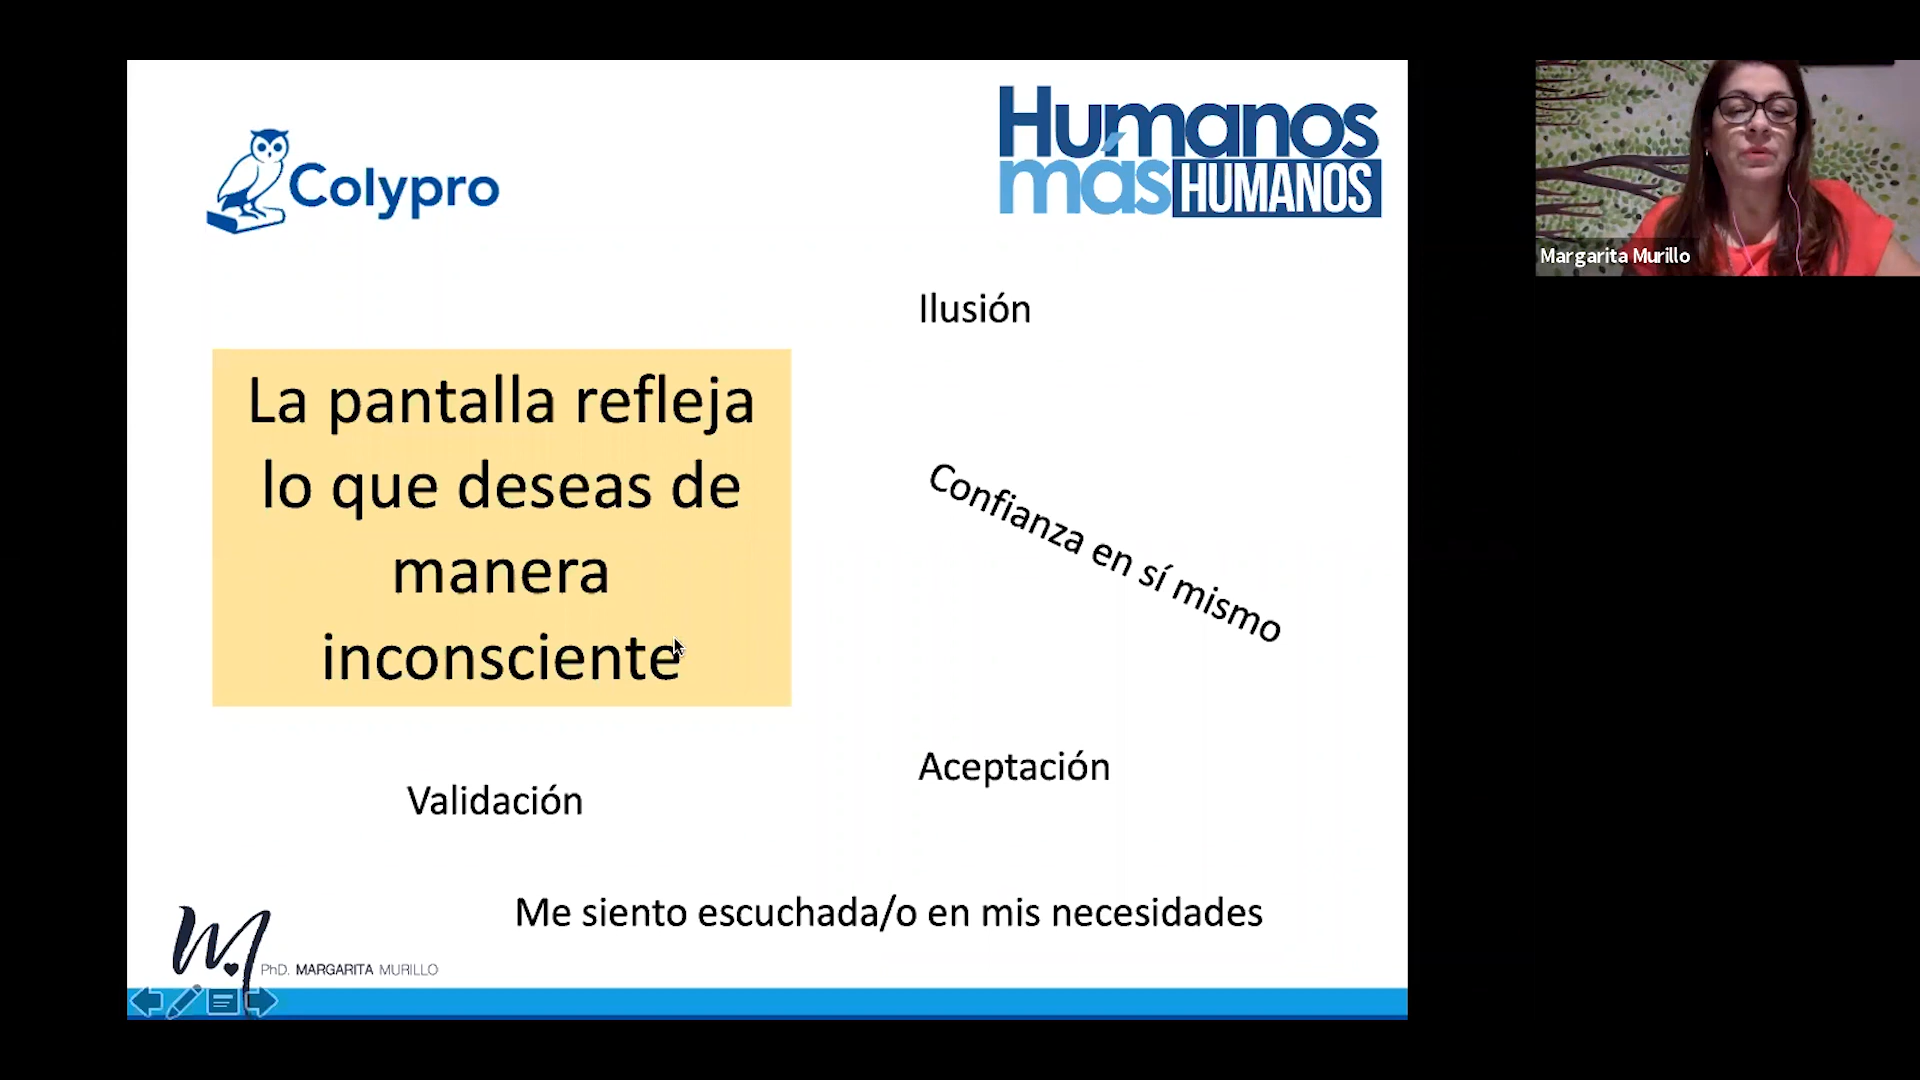 Colypro
Humanos
más HUMANOS
Margarita Murillo
Ilusión
La pantalla refleja
lo que deseas de
manera
inconsciente
Confianza en sí mismo
Aceptación
Validación
Me siento escuchada/o en mis necesidades
M
PhD. MARGARITA MURILLO